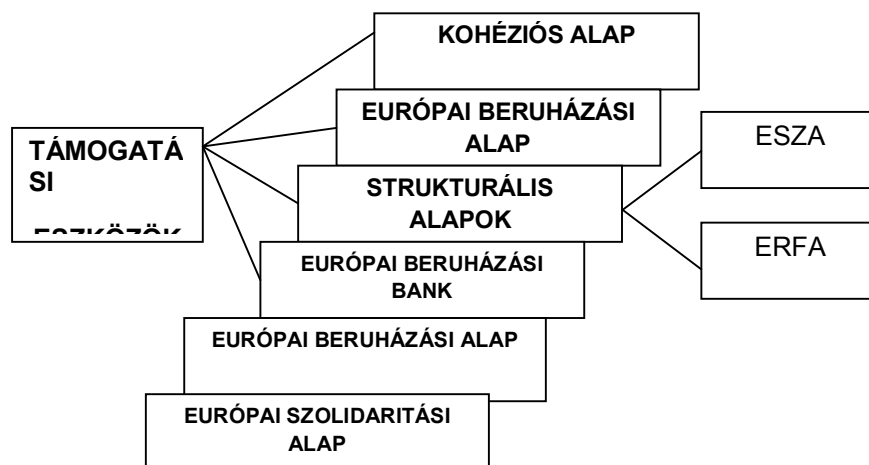 KOHÉZIÓS ALAP
EURÓPAI BERUHÁZÁSI
ALAP
TÁMOGATÁ
SI
ESZKÖZÖK
STRUKTURÁLIS
ALAPOK
ESZA
ERFA
EURÓPAI BERUHÁZÁSI
BANK
EURÓPAI BERUHÁZÁSI ALAP
EURÓPAI SZOLIDARITÁSI
ALAP